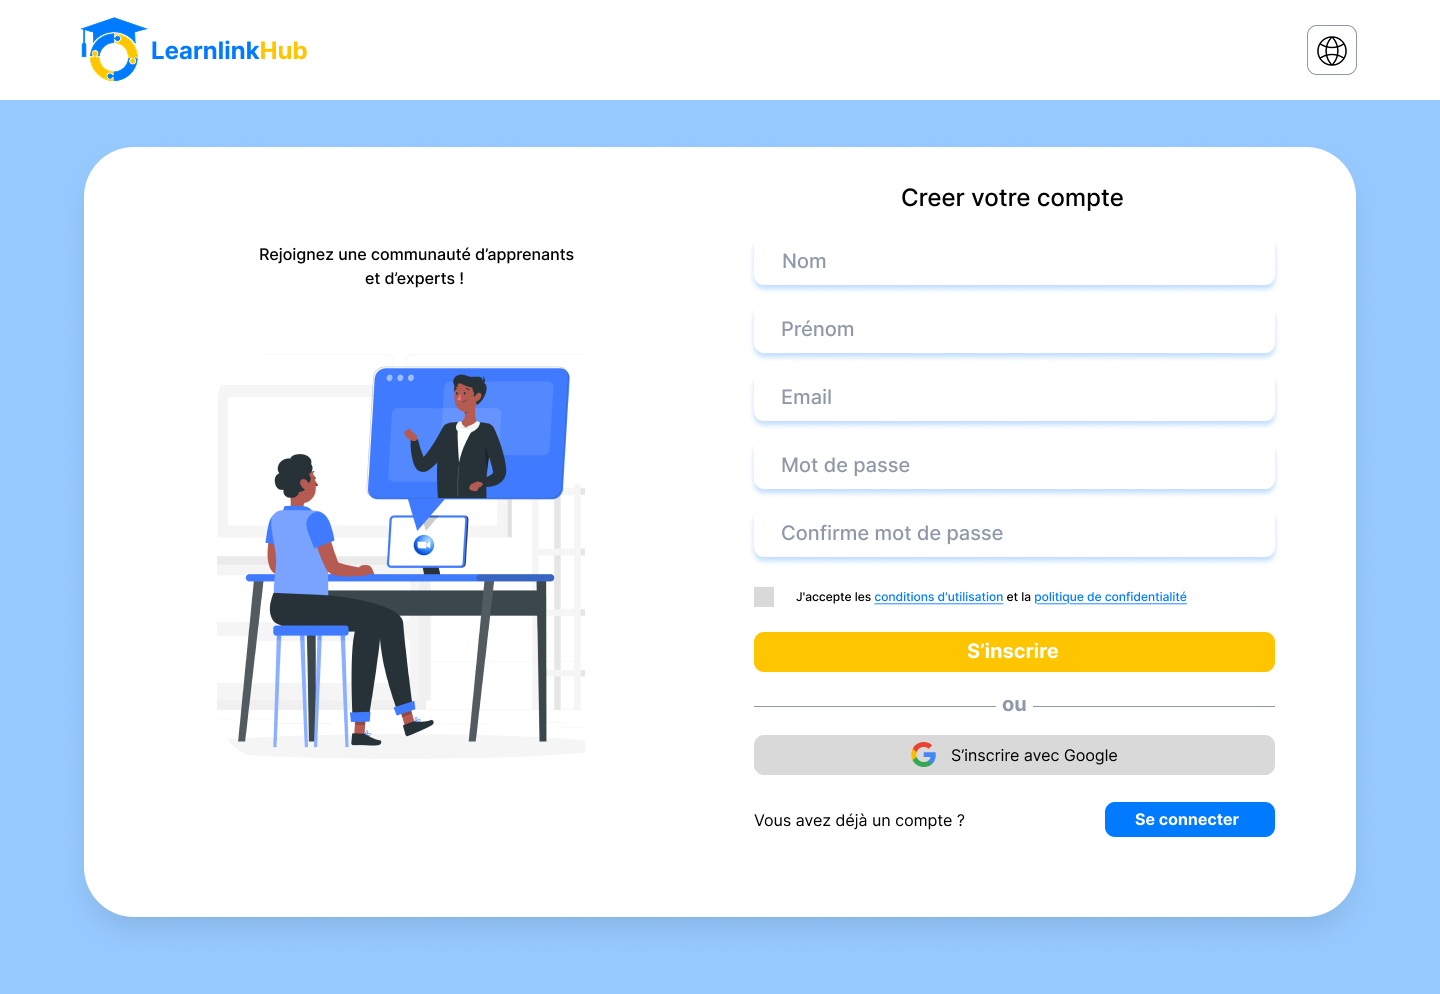 LearnlinkHub
Rejoignez une communauté d’apprenants
et d’experts !
Creer votre compte
Nom
Prénom
Email
Mot de passe
Confirme mot de passe
J'accepte les conditions d'utilisation et la politique de confidentialité
S’inscrire
ou
S’inscrire avec Google
Vous avez déjà un compte ?
Se connecter